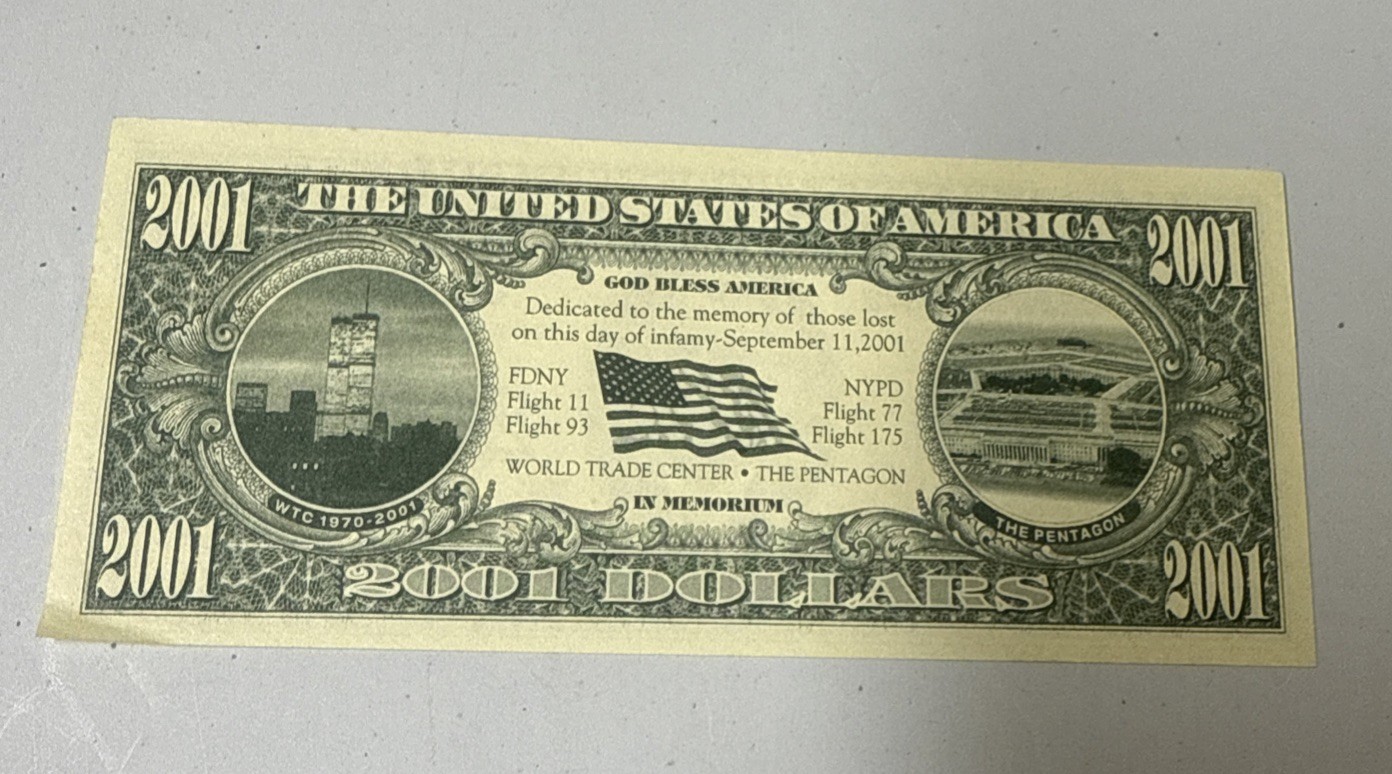 2001
THE UNITED STATES OF AMERICA
2001
GOD BLESS AMERICA
Dedicated to the memory of those lost
on this day of infamy-September 11,2001
FDNY
Flight 11
Flight 93
NYPD
Flight 77
Flight 175
WORLD TRADE CENTER • THE PENTAGON
IN MEMORIUM
WTC 1970-2001
THE PENTAGON
2001
2001 DOLLARS
2001